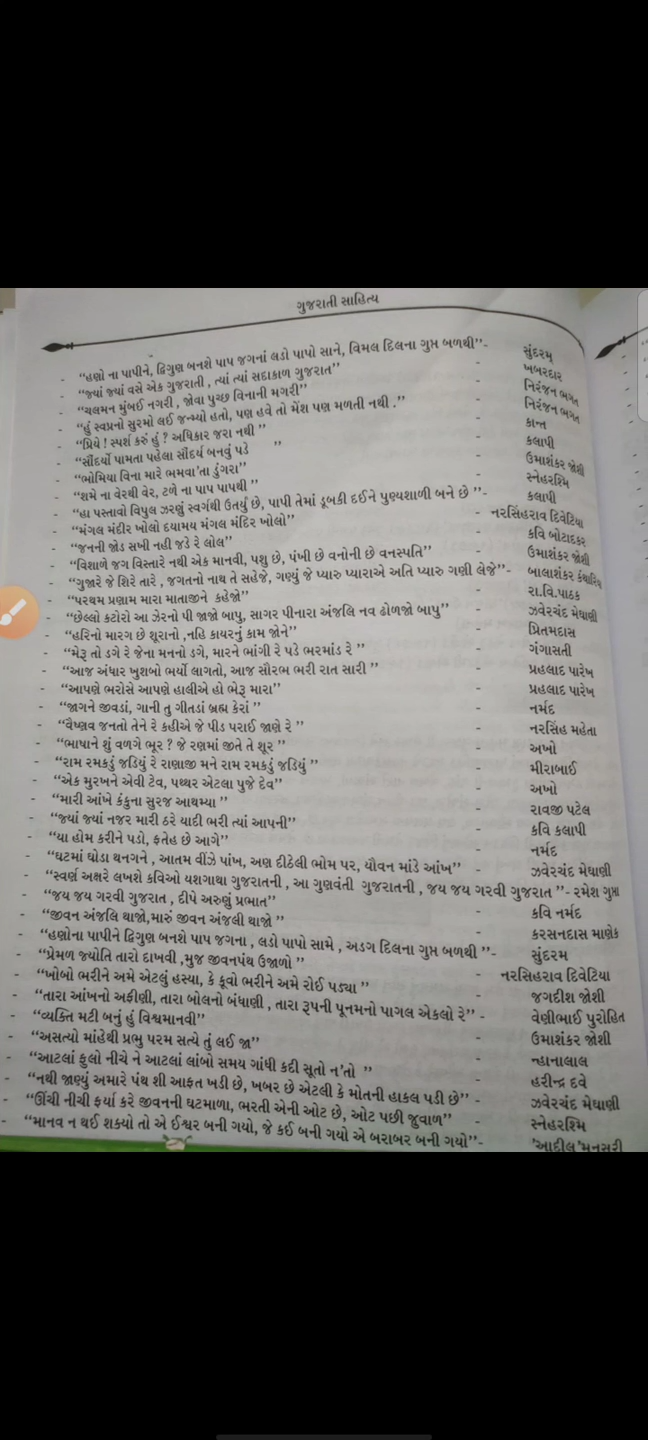 ગુજરાતી સાહિત્ય
- “હણો ના પાપીને, દ્વિગુણ બનશે પાપ જગનાં લડો પાપો સાને, વિમલ દિલના ગુપ્ત બળથી”- સુંદરમ્
- “જ્યાં જ્યાં વસે એક ગુજરાતી , ત્યાં ત્યાં સદાકાળ ગુજરાત” - ખબરદાર
- “ચલમન મુંબઈ નગરી , જોવા પુચ્છ વિનાની મગરી” - નિરંજન ભગત
- “હું સ્વપ્નો સુરમો લઈ જન્મ્યો હતો, પણ હવે તો મેંશ પણ મળતી નથી .” - નિરંજન ભગત
- “પ્રિયે ! સ્પર્શ કરું હું ? અધિકાર જરા નથી ” - કાન્ત
- “સૌંદર્યો પામતા પહેલા સૌંદર્ય બનવું પડે ” - કલાપી
- “ભોમિયા વિના મારે ભમવા'તા ડુંગરા” - ઉમાશંકર જોશી
- “શમે ના વેરથી વેર, ટળે ના પાપ પાપથી ” - સ્નેહરશ્મિ
- “હા પસ્તાવો વિપુલ ઝરણું સ્વર્ગથી ઉતર્યું છે, પાપી તેમાં ડૂબકી દઈને પુણ્યશાળી બને છે ”- કલાપી
- “મંગલ મંદીર ખોલો દયામય મંગલ મંદિર ખોલો” - નરસિંહરાવ દિવેટિયા
- “જનની જોડ સખી નહી જડે રે લોલ” - કવિ બોટાદકર
- “વિશાળે જગ વિસ્તારે નથી એક માનવી, પશુ છે, પંખી છે વનોની છે વનસ્પતિ” - ઉમાશંકર જોશી
- “ગુજારે જે શિરે તારે , જગતનો નાથ તે સહેજે, ગણ્યું જે પ્યારુ પ્યારાએ અતિ પ્યારુ ગણી લેજે”- બાલાશંકર કંથારિયા
- “પરથમ પ્રણામ મારા માતાજીને કહેજો” - રા.વિ.પાઠક
- “છેલ્લો કટોરો આ ઝેરનો પી જાજો બાપુ, સાગર પીનારા અંજલિ નવ ઢોળજો બાપુ” - ઝવેરચંદ મેઘાણી
- “હરિનો મારગ છે શૂરાનો ,નહિ કાયરનું કામ જોને” - પ્રિતમદાસ
- “મેરૂ તો ડગે રે જેના મનનો ડગે, મારને ભાંગી રે પડે ભરમાંડ રે ” - ગંગાસતી
- “આજ અંધાર ખુશબો ભર્યો લાગતો, આજ સૌરભ ભરી રાત સારી ” - પ્રહલાદ પારેખ
- “આપણે ભરોસે આપણે હાલીએ હો ભેરૂ મારા” - પ્રહલાદ પારેખ
- “જાગને જીવડાં, ગાની તુ ગીતડાં બ્રહ્મ કેરાં ” - નર્મદ
- “વૈષ્ણવ જનતો તેને રે કહીએ જે પીડ પરાઈ જાણે રે ” - નરસિંહ મહેતા
- “ભાષાને શું વળગે ભૂર ? જે રણમાં જીતે તે શૂર ” - અખો
- “રામ રમકડું જડિયું રે રાણાજી મને રામ રમકડું જડિયું ” - મીરાબાઈ
- “એક મુરખને એવી ટેવ, પથ્થર એટલા પુજે દેવ” - અખો
- “મારી આંખે કંકુના સુરજ આથમ્યા ” - રાવજી પટેલ
- “જ્યાં જ્યાં નજર મારી ઠરે યાદી ભરી ત્યાં આપની” - કવિ કલાપી
- “યા હોમ કરીને પડો, ફતેહ છે આગે” - નર્મદ
- “ઘટમાં ઘોડા થનગને , આતમ વીંઝે પાંખ, અણ દીઠેલી ભોમ પર, યૌવન માંડે આંખ” - ઝવેરચંદ મેઘાણી
- “સ્વર્ણ અક્ષરે લખશે કવિઓ યશગાથા ગુજરાતની , આ ગુણવંતી ગુજરાતની , જય જય ગરવી ગુજરાત ”- રમેશ ગુપ્તા
- “જય જય ગરવી ગુજરાત , દીપે અરુણું પ્રભાત” - કવિ નર્મદ
- “જીવન અંજલિ થાજો,મારું જીવન અંજલી થાજો ” - કરસનદાસ માણેક
- “હણોના પાપીને દ્વિગુણ બનશે પાપ જગના , લડો પાપો સામે , અડગ દિલના ગુપ્ત બળથી ”- સુંદરમ
- “પ્રેમળ જ્યોતિ તારો દાખવી ,મુજ જીવનપંથ ઉજાળો ” - નરસિહરાવ દિવેટિયા
- “ખોબો ભરીને અમે એટલું હસ્યા, કે કૂવો ભરીને અમે રોઈ પડ્યા ” - જગદીશ જોશી
- “તારા આંખનો અફીણી, તારા બોલનો બંધાણી , તારા રૂપની પૂનમનો પાગલ એકલો રે” - વેણીભાઈ પુરોહિત
- “વ્યક્તિ મટી બનું હું વિશ્વમાનવી” - ઉમાશંકર જોશી
- “અસત્યો માંહેથી પ્રભુ પરમ સત્યે તું લઈ જા” - ન્હાનાલાલ
- “આટલાં ફુલો નીચે ને આટલાં લાંબો સમય ગાંધી કદી સૂતો ન'તો ” - હરીન્દ્ર દવે
- “નથી જાણ્યું અમારે પંથ શી આફત ખડી છે, ખબર છે એટલી કે મોતની હાકલ પડી છે” - ઝવેરચંદ મેઘાણી
- “ઊંચી નીચી ફર્યા કરે જીવનની ઘટમાળા, ભરતી એની ઓટ છે, ઓટ પછી જુવાળ” - સ્નેહરશ્મિ
- “માનવ ન થઈ શક્યો તો એ ઈશ્વર બની ગયો, જે કઈ બની ગયો એ બરાબર બની ગયો”- 'આદીલ'મનસુરી